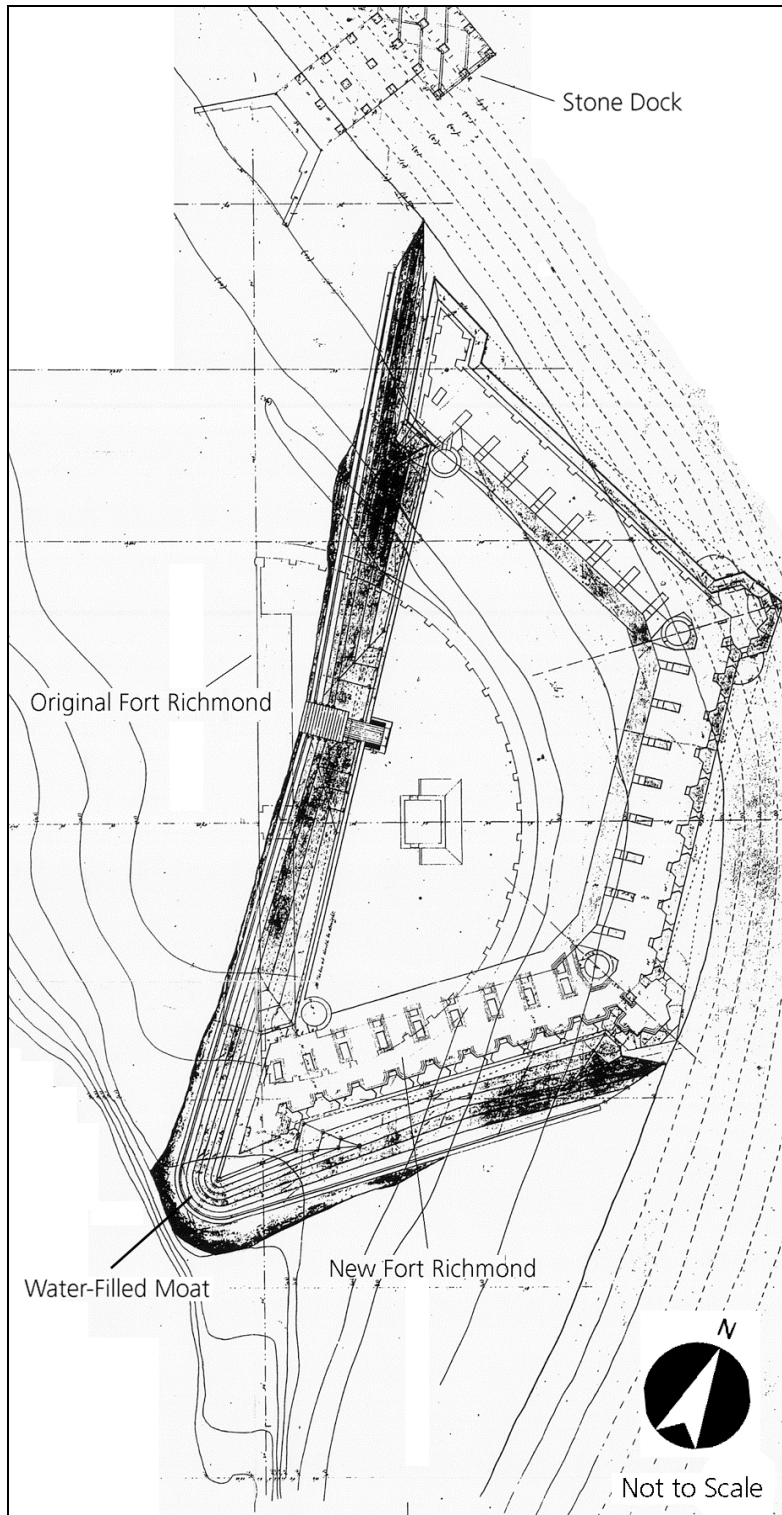 Stone Dock
Original Fort Richmond
New Fort Richmond
Water-Filled Moat
N
Not to Scale